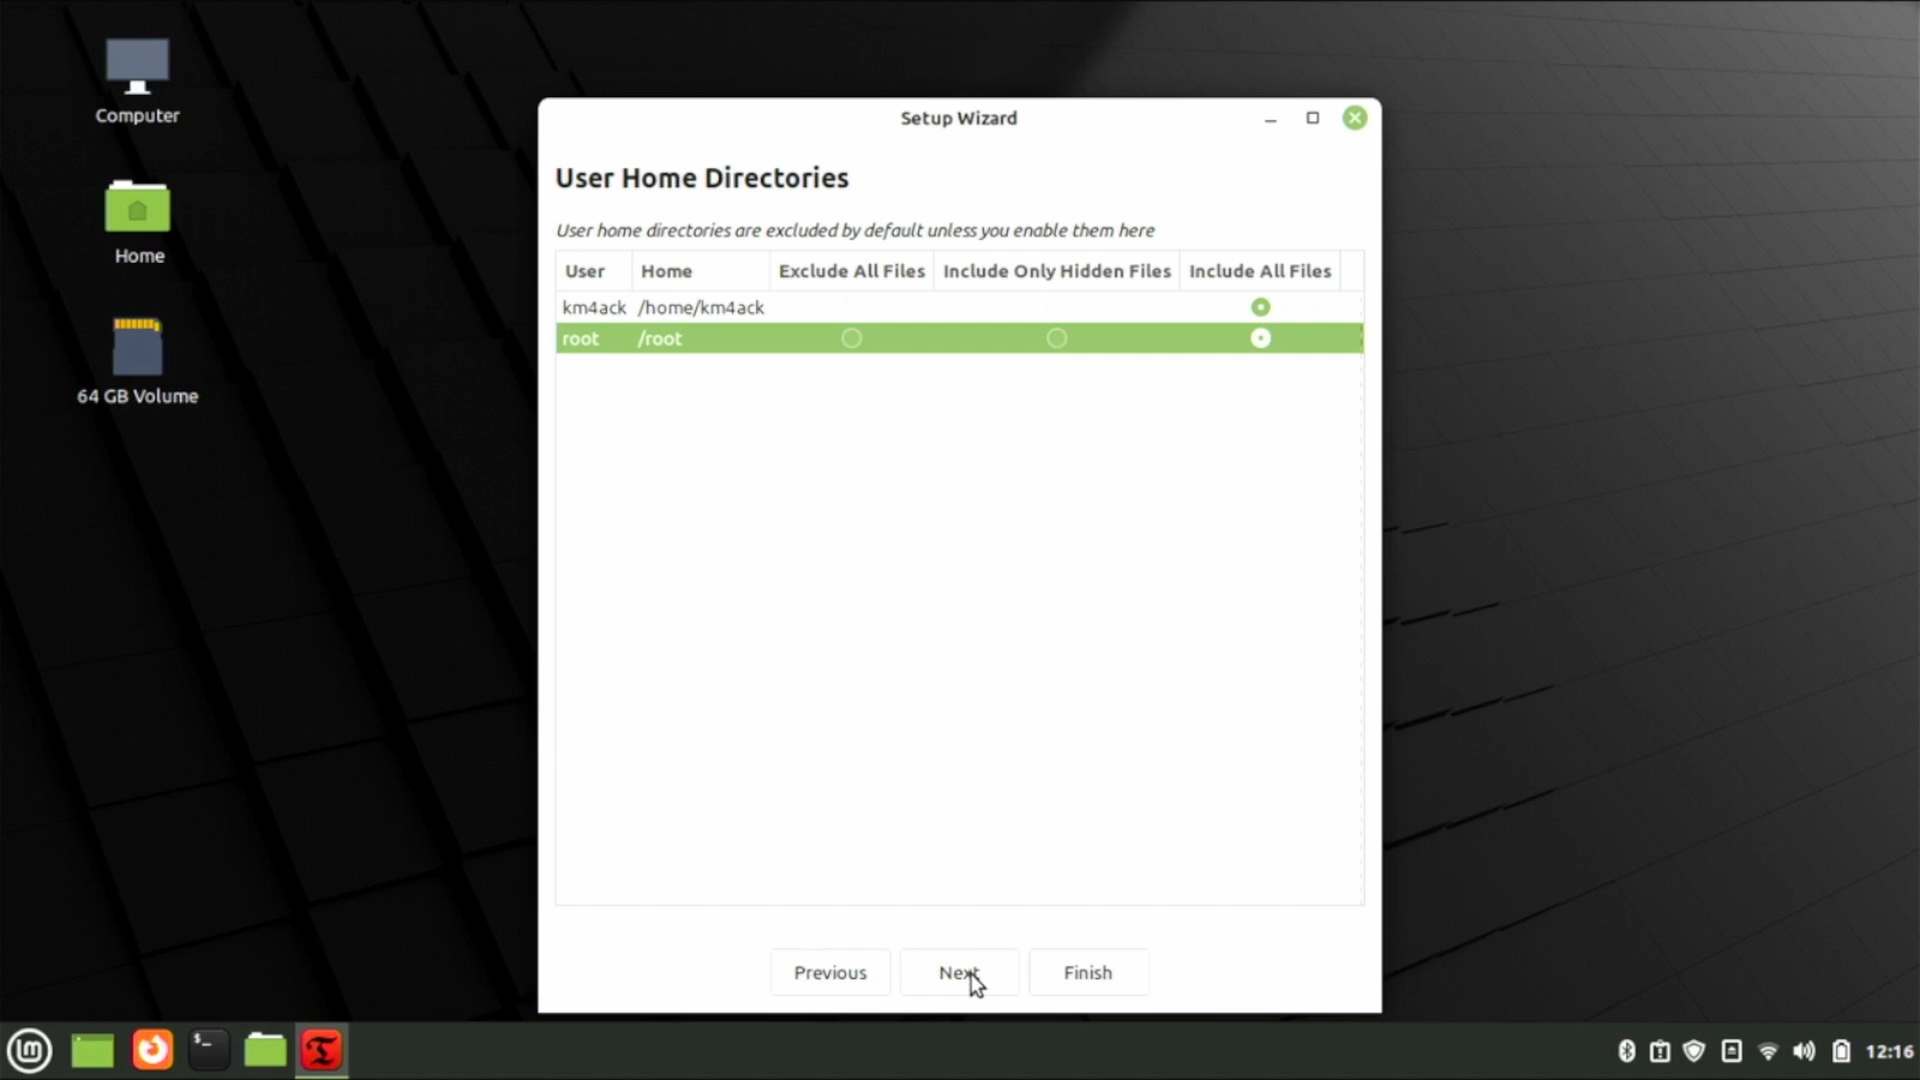 Computer
Home
64 GB Volume
Setup Wizard
User Home Directories
User home directories are excluded by default unless you enable them here
User Home Exclude All Files Include Only Hidden Files Include All Files
km4ack /home/km4ack
root /root
Previous Next Finish
$_
12:16